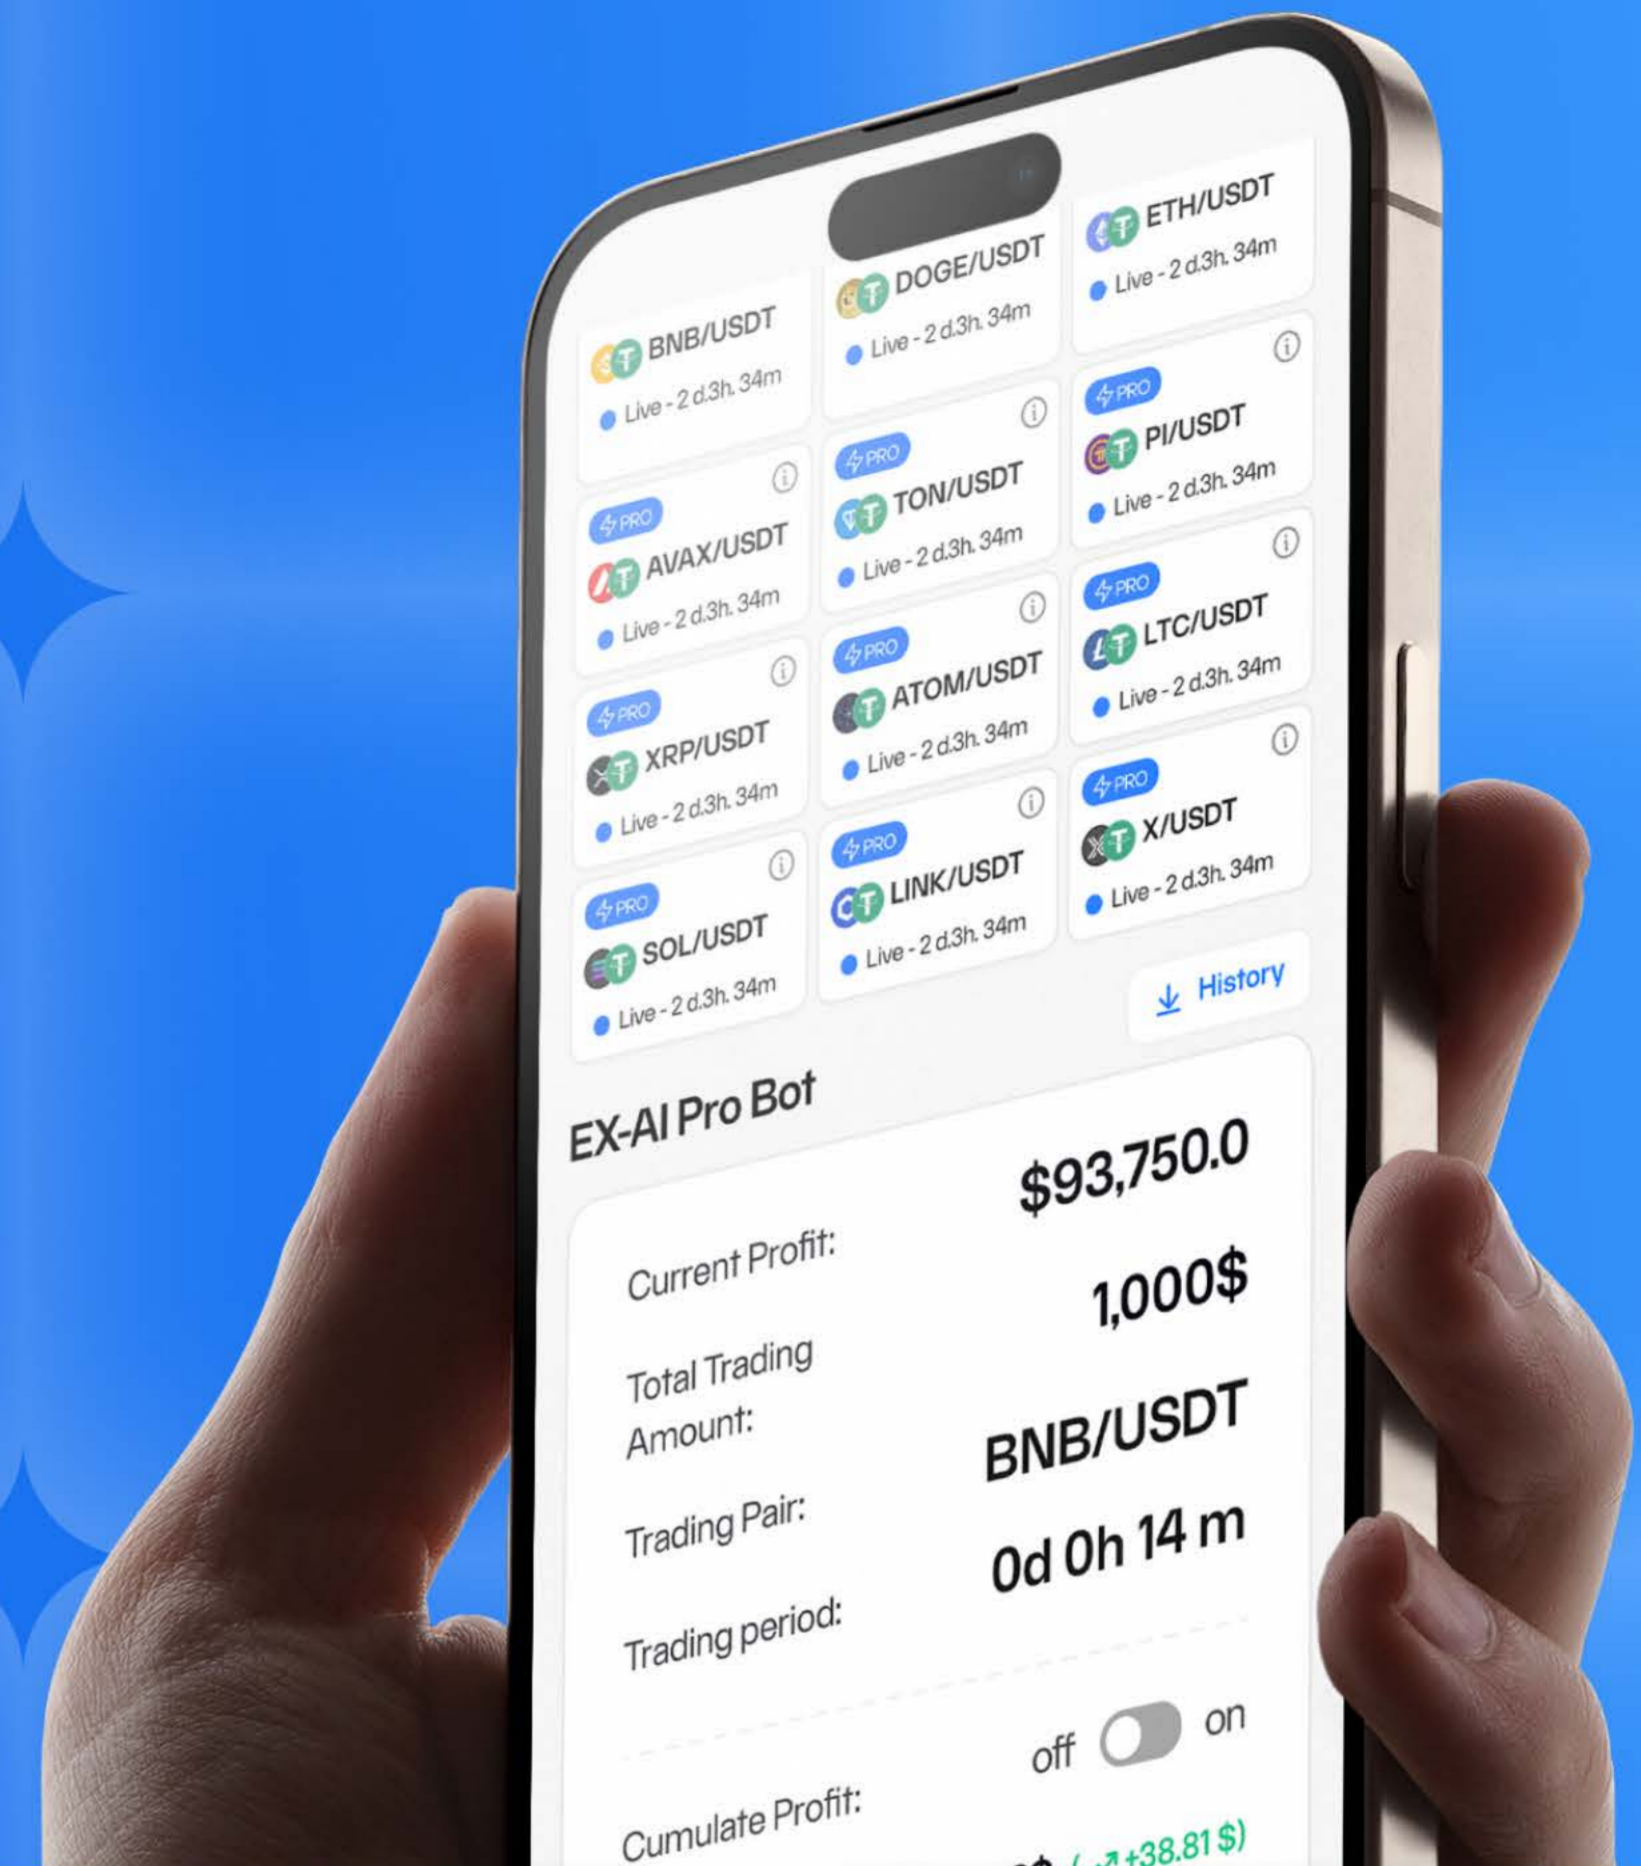 BNB/USDT
Live - 2 d.3h. 34m
DOGE/USDT
Live - 2 d.3h. 34m
ETH/USDT
Live - 2 d.3h. 34m
PRO
AVAX/USDT
Live - 2 d.3h. 34m
PRO
TON/USDT
Live - 2 d.3h. 34m
PRO
PI/USDT
Live - 2 d.3h. 34m
PRO
XRP/USDT
Live - 2 d.3h. 34m
PRO
ATOM/USDT
Live - 2 d.3h. 34m
PRO
LTC/USDT
Live - 2 d.3h. 34m
PRO
SOL/USDT
Live - 2 d.3h. 34m
PRO
LINK/USDT
Live - 2 d.3h. 34m
PRO
X/USDT
Live - 2 d.3h. 34m
History
EX-AI Pro Bot
Current Profit: $93,750.0
Total Trading Amount: 1,000$
Trading Pair: BNB/USDT
Trading period: 0d 0h 14 m
Cumulate Profit: off on
+38.81 $)